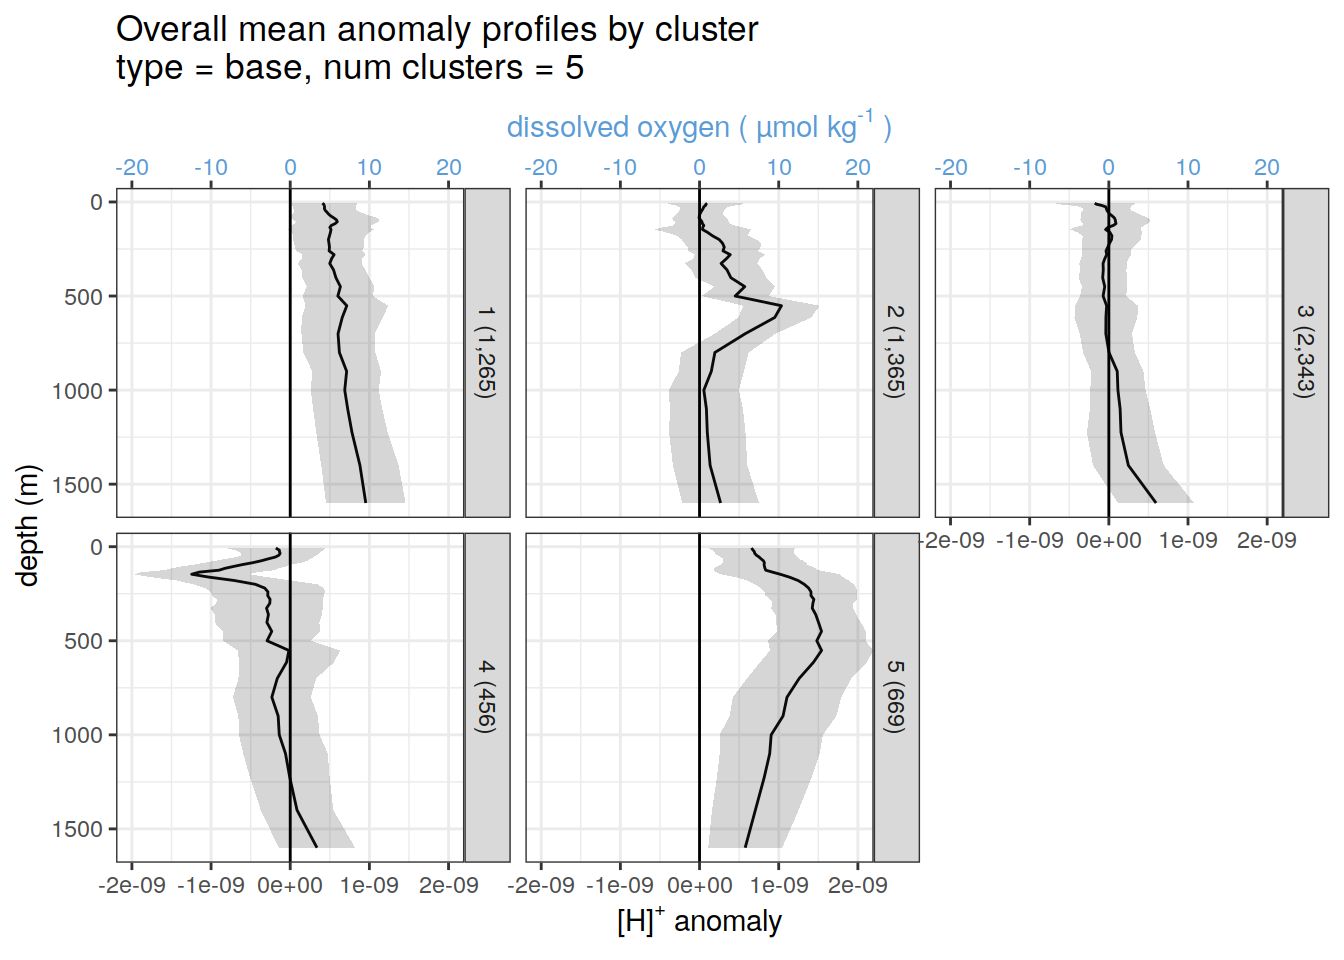 Overall mean anomaly profiles by cluster
type = base, num clusters = 5
dissolved oxygen ( µmol kg-1 )
-20 -10 0 10 20 -20 -10 0 10 20 -20 -10 0 10 20
0
500
1000
1500
1 (1,265)
2 (1,365)
3 (2,343)
-2e-09 -1e-09 0e+00 1e-09 2e-09
depth (m)
0
500
1000
1500
4 (456)
5 (669)
-2e-09 -1e-09 0e+00 1e-09 2e-09 -2e-09 -1e-09 0e+00 1e-09 2e-09
[H]+ anomaly